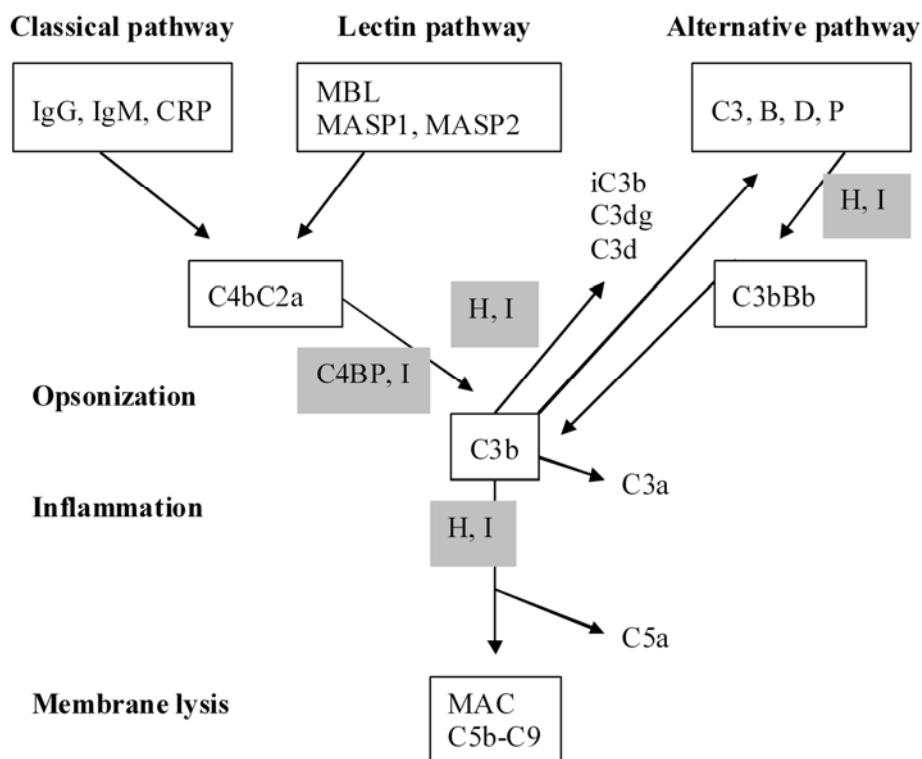 Classical pathway
Lectin pathway
Alternative pathway
IgG, IgM, CRP
MBL
MASP1, MASP2
C3, B, D, P
iC3b
C3dg
C3d
H, I
C4bC2a
H, I
C3bBb
C4BP, I
Opsonization
C3b
C3a
Inflammation
H, I
C5a
Membrane lysis
MAC
C5b-C9